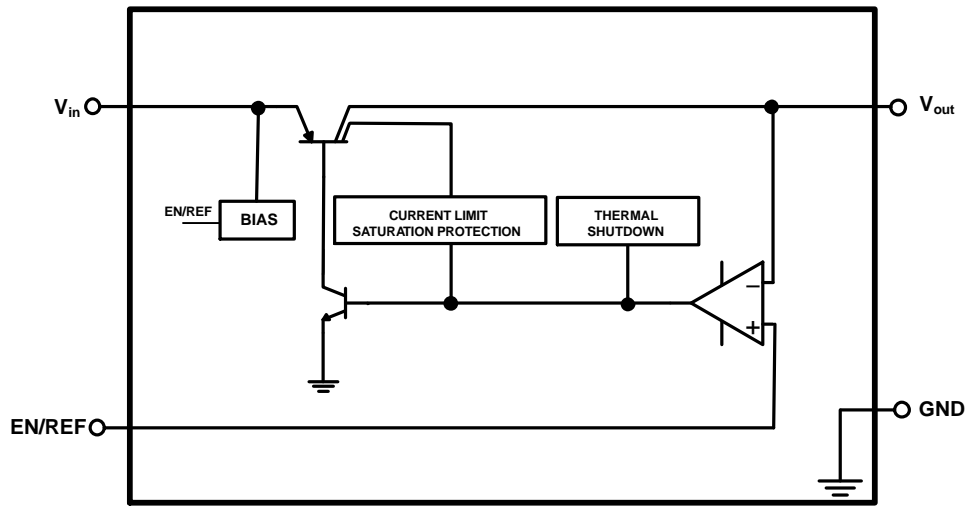 Vin
Vout
EN/REF
BIAS
CURRENT LIMIT
SATURATION PROTECTION
THERMAL
SHUTDOWN
−
+
EN/REF
GND